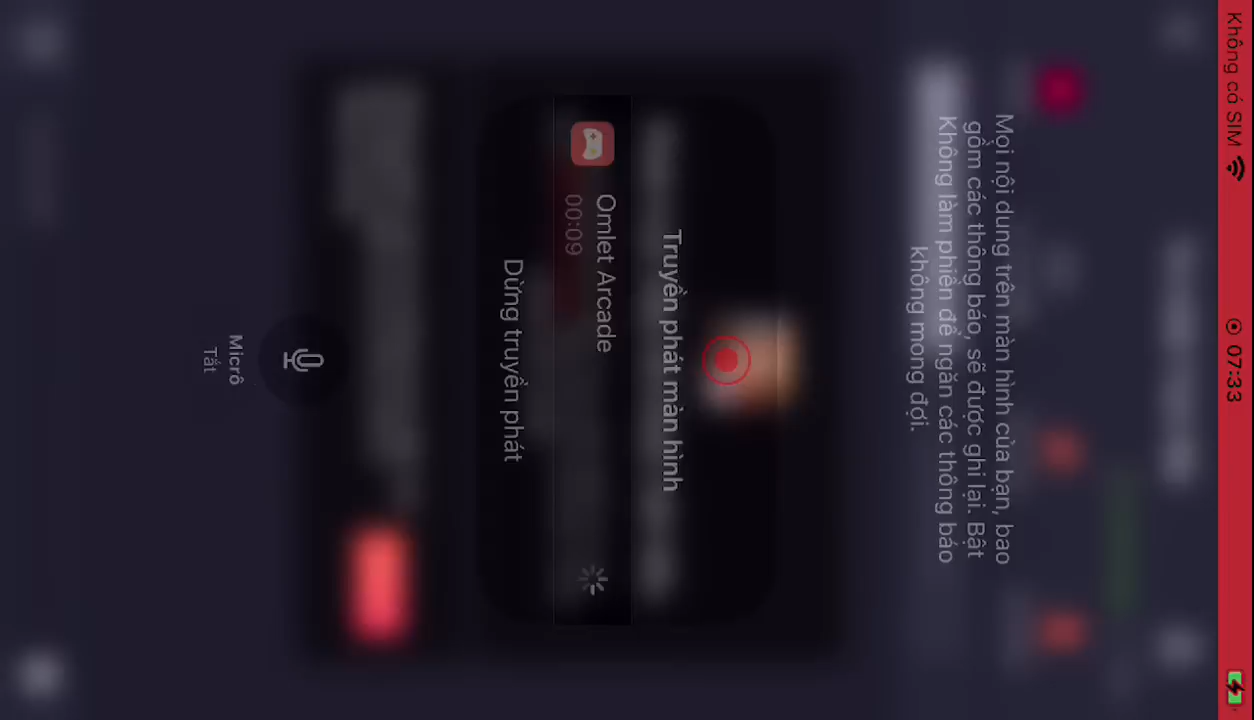 Không có SIM
07:33
Mọi nội dung trên màn hình của bạn, bao
gồm các thông báo, sẽ được ghi lại. Bật
Không làm phiền để ngăn các thông báo
không mong đợi.
Truyền phát màn hình
Omlet Arcade
00:09
Dừng truyền phát
Micrô
Tắt